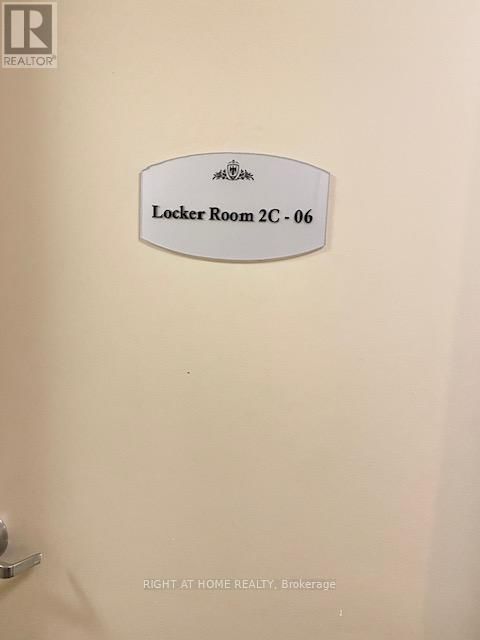 R
REALTOR®
Locker Room 2C - 06
RIGHT AT HOME REALTY, Brokerage